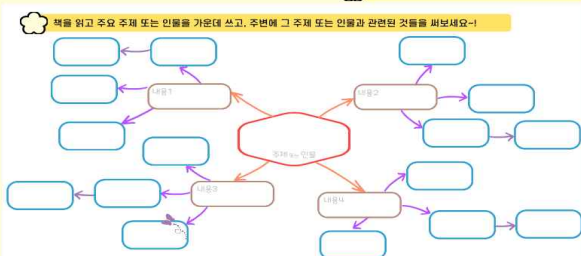 책을 읽고 주요 주제 또는 인물을 가운데 쓰고, 주변에 그 주제 또는 인물과 관련된 것들을 써보세요~!
내용1
내용2
주제 또는 인물
내용3
내용4